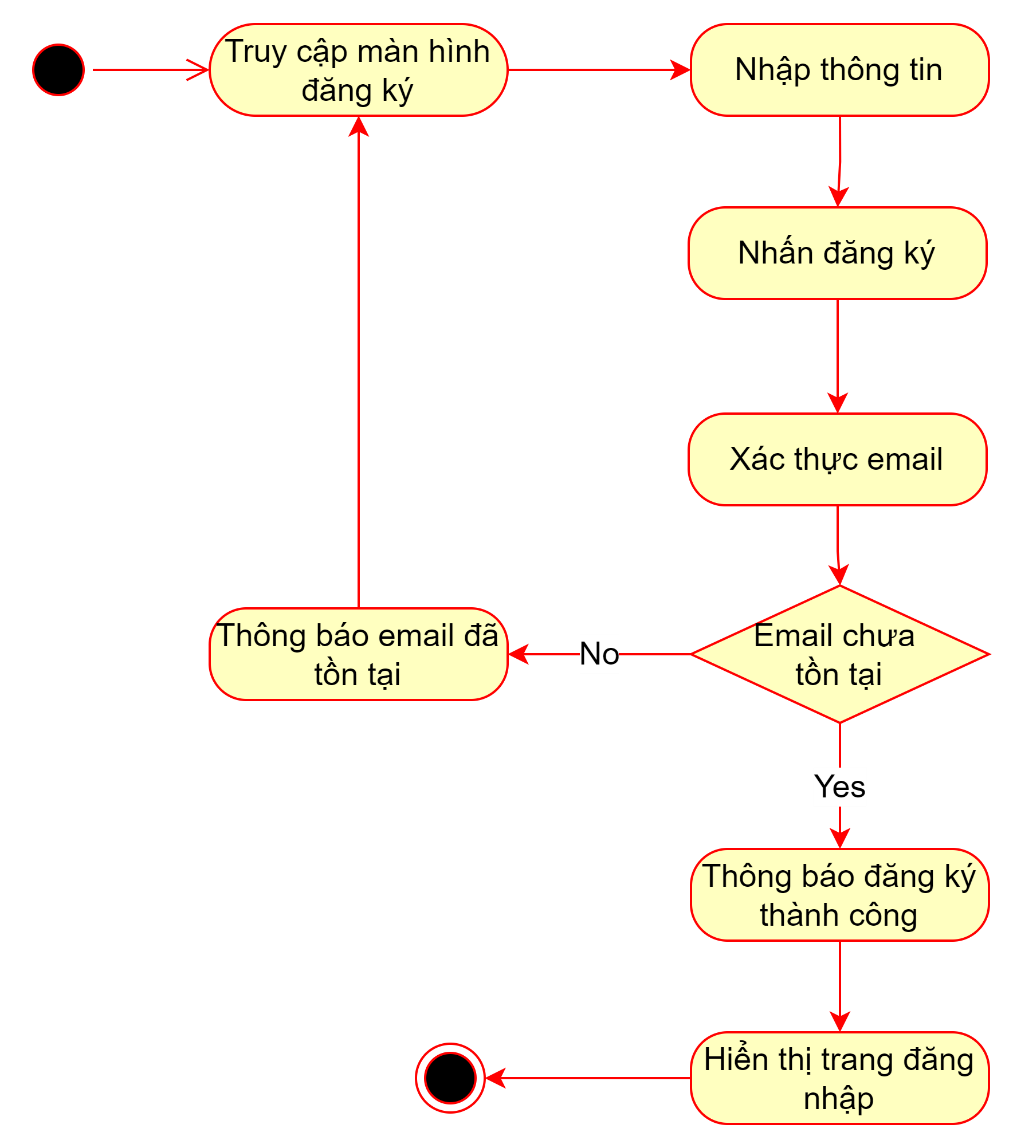 Truy cập màn hình
đăng ký
Nhập thông tin
Nhấn đăng ký
Xác thực email
Email chưa
tồn tại
No
Thông báo email đã
tồn tại
Yes
Thông báo đăng ký
thành công
Hiển thị trang đăng
nhập